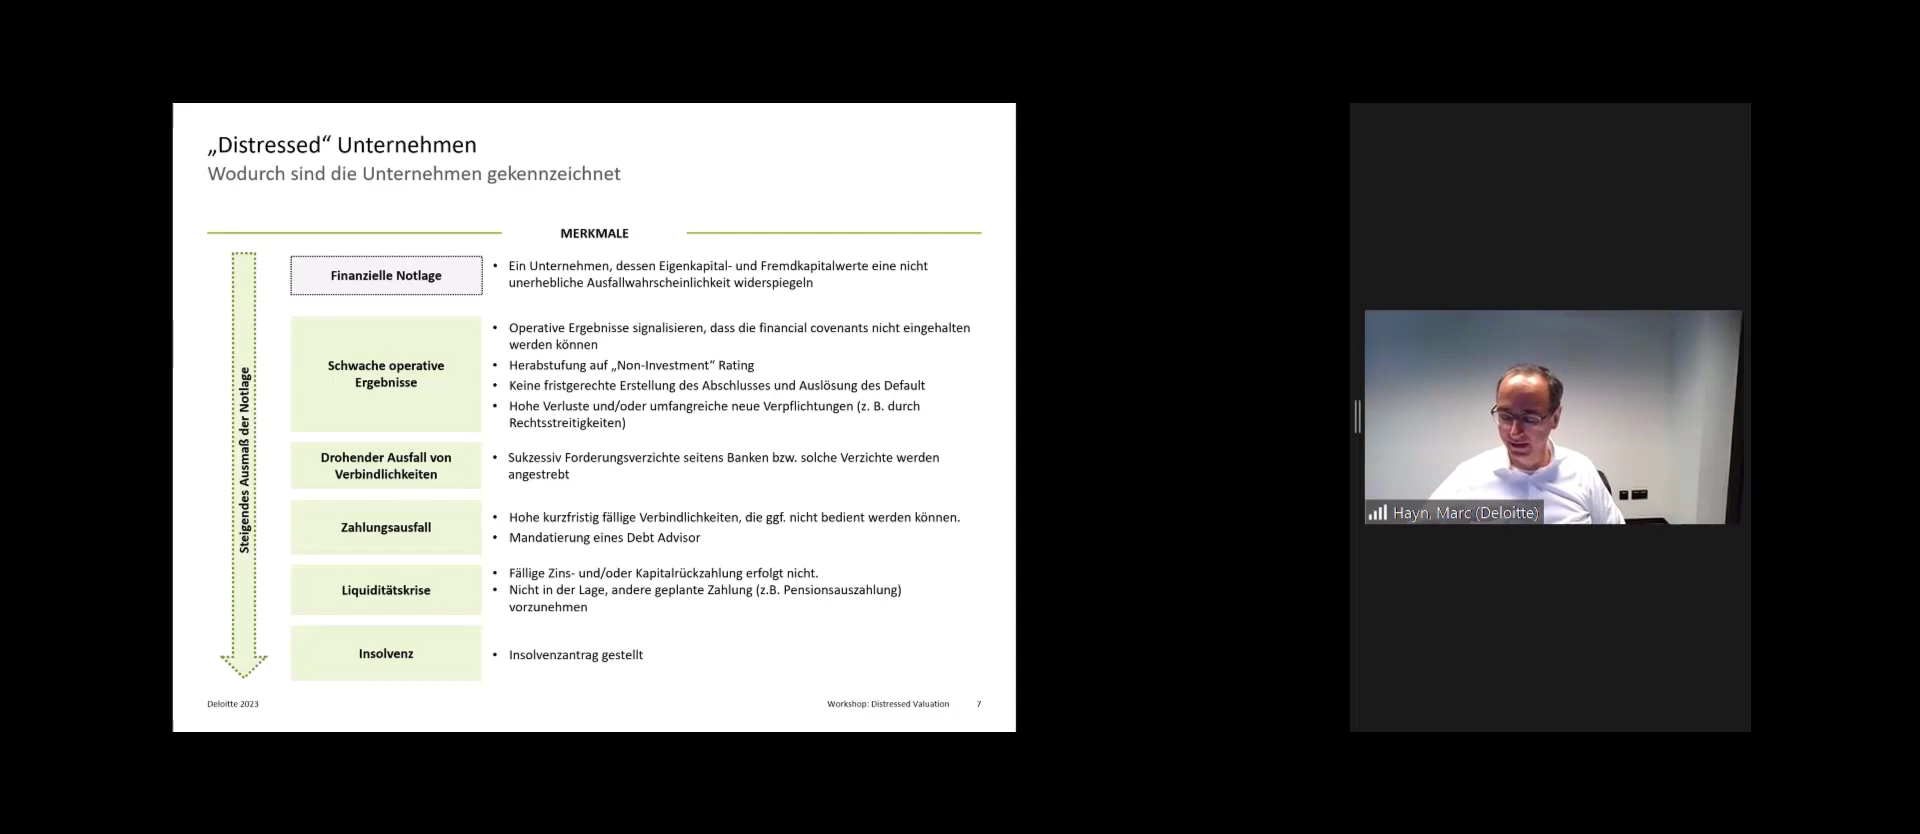 „Distressed“ Unternehmen
Wodurch sind die Unternehmen gekennzeichnet
MERKMALE
Steigendes Ausmaß der Notlage
Finanzielle Notlage
• Ein Unternehmen, dessen Eigenkapital- und Fremdkapitalwerte eine nicht
unerhebliche Ausfallwahrscheinlichkeit widerspiegeln
Schwache operative
Ergebnisse
• Operative Ergebnisse signalisieren, dass die financial covenants nicht eingehalten
werden können
• Herabstufung auf „Non-Investment“ Rating
• Keine fristgerechte Erstellung des Abschlusses und Auslösung des Default
• Hohe Verluste und/oder umfangreiche neue Verpflichtungen (z. B. durch
Rechtsstreitigkeiten)
Drohender Ausfall von
Verbindlichkeiten
• Sukzessiv Forderungsverzichte seitens Banken bzw. solche Verzichte werden
angestrebt
Zahlungsausfall
• Hohe kurzfristig fällige Verbindlichkeiten, die ggf. nicht bedient werden können.
• Mandatierung eines Debt Advisor
Liquiditätskrise
• Fällige Zins- und/oder Kapitalrückzahlung erfolgt nicht.
• Nicht in der Lage, andere geplante Zahlung (z.B. Pensionsauszahlung)
vorzunehmen
Insolvenz
• Insolvenzantrag gestellt
Deloitte 2023
Workshop: Distressed Valuation 7
Hayn, Marc (Deloitte)